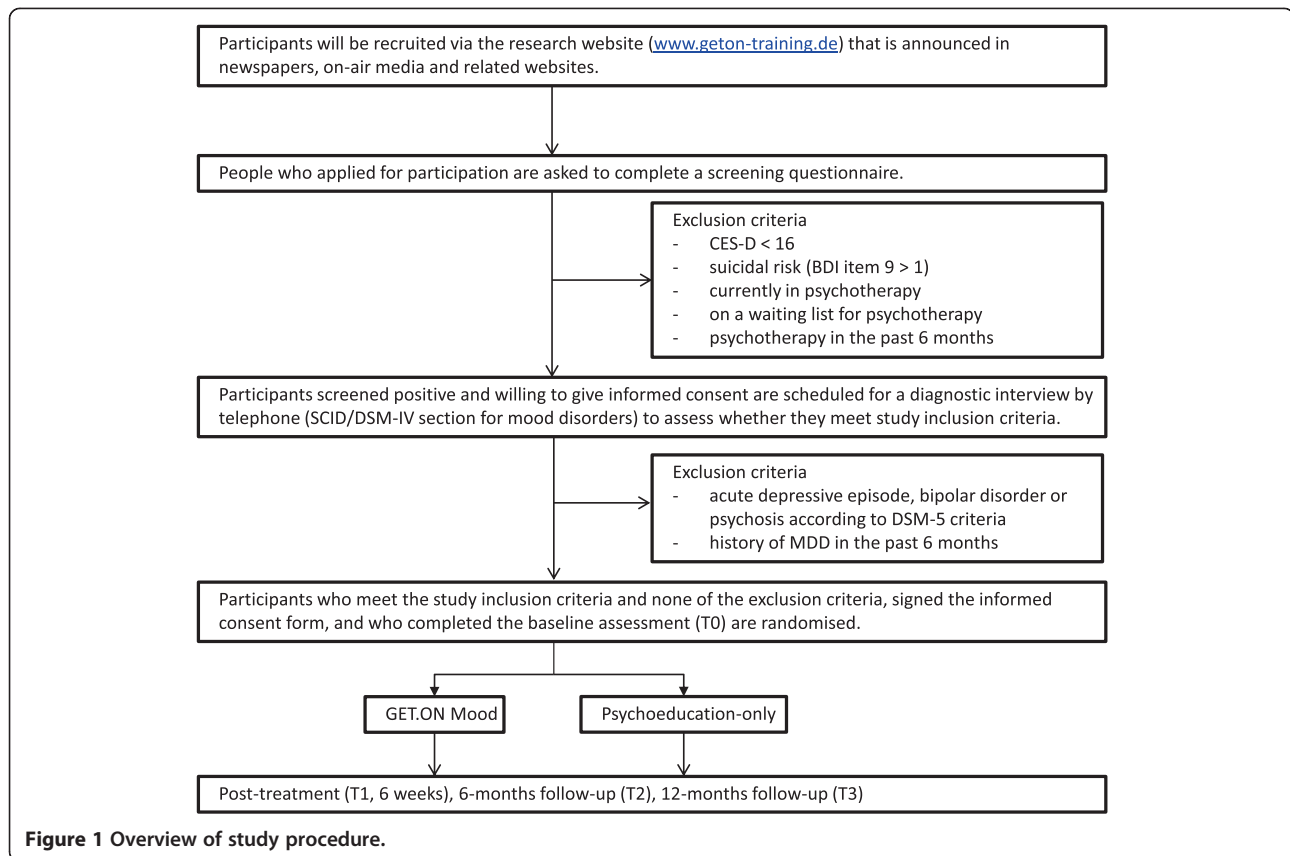 Participants will be recruited via the research website (www.geton-training.de) that is announced in
newspapers, on-air media and related websites.
People who applied for participation are asked to complete a screening questionnaire.
Exclusion criteria
- CES-D < 16
- suicidal risk (BDI item 9 > 1)
- currently in psychotherapy
- on a waiting list for psychotherapy
- psychotherapy in the past 6 months
Participants screened positive and willing to give informed consent are scheduled for a diagnostic interview by
telephone (SCID/DSM-IV section for mood disorders) to assess whether they meet study inclusion criteria.
Exclusion criteria
- acute depressive episode, bipolar disorder or
psychosis according to DSM-5 criteria
- history of MDD in the past 6 months
Participants who meet the study inclusion criteria and none of the exclusion criteria, signed the informed
consent form, and who completed the baseline assessment (T0) are randomised.
GET.ON Mood
Psychoeducation-only
Post-treatment (T1, 6 weeks), 6-months follow-up (T2), 12-months follow-up (T3)
Figure 1 Overview of study procedure.